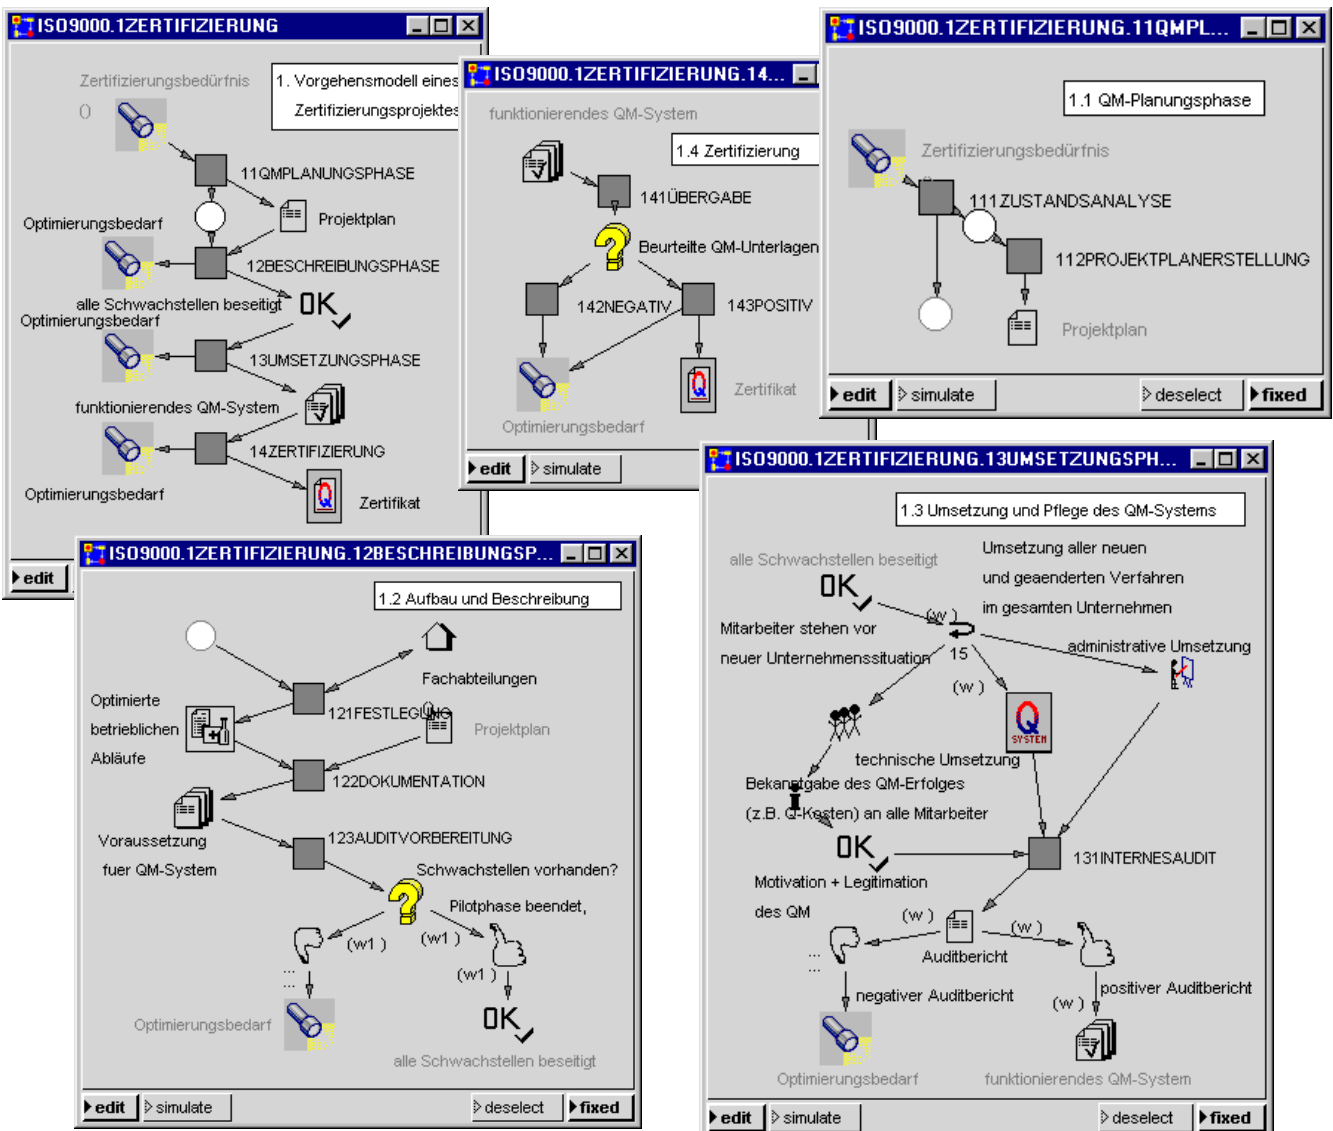 ISO9000.1ZERTIFIZIERUNG
Zertifizierungsbedürfnis
()
1. Vorgehensmodell eines
Zertifizierungsprojektes
11QMPLANUNGSPHASE
Projektplan
Optimierungsbedarf
12BESCHREIBUNGSPHASE
alle Schwachstellen beseitigt
OK
Optimierungsbedarf
13UMSETZUNGSPHASE
funktionierendes QM-System
14ZERTIFIZIERUNG
Optimierungsbedarf
Zertifikat
edit
ISO9000.1ZERTIFIZIERUNG.14...
funktionierendes QM-System
1.4 Zertifizierung
141ÜBERGABE
Beurteilte QM-Unterlagen
142NEGATIV
143POSITIV
Zertifikat
Optimierungsbedarf
edit
simulate
ISO9000.1ZERTIFIZIERUNG.11QMPL...
1.1 QM-Planungsphase
Zertifizierungsbedürfnis
111ZUSTANDSANALYSE
112PROJEKTPLANERSTELLUNG
Projektplan
edit
simulate
deselect
fixed
ISO9000.1ZERTIFIZIERUNG.12BESCHREIBUNGSP...
1.2 Aufbau und Beschreibung
Fachabteilungen
Optimierte
betrieblichen
Abläufe
121FESTLEGUNG
Projektplan
122DOKUMENTATION
Voraussetzung
fuer QM-System
123AUDITVORBEREITUNG
Schwachstellen vorhanden?
Pilotphase beendet,
(w1 )
(w1 )
(w1 )
...
...
OK
Optimierungsbedarf
alle Schwachstellen beseitigt
edit
simulate
deselect
fixed
ISO9000.1ZERTIFIZIERUNG.13UMSETZUNGSPH...
1.3 Umsetzung und Pflege des QM-Systems
alle Schwachstellen beseitigt
OK
Umsetzung aller neuen
und geaenderten Verfahren
im gesamten Unternehmen
(w )
Mitarbeiter stehen vor
neuer Unternehmenssituation
15
administrative Umsetzung
(w )
Q
SYSTEM
technische Umsetzung
Bekanntgabe des QM-Erfolges
(z.B. Q-Kosten) an alle Mitarbeiter
OK
131INTERNESAUDIT
Motivation + Legitimation
des QM
(w )
(w )
Auditbericht
...
...
negativer Auditbericht
positiver Auditbericht
(w )
Optimierungsbedarf
funktionierendes QM-System
edit
simulate
deselect
fixed